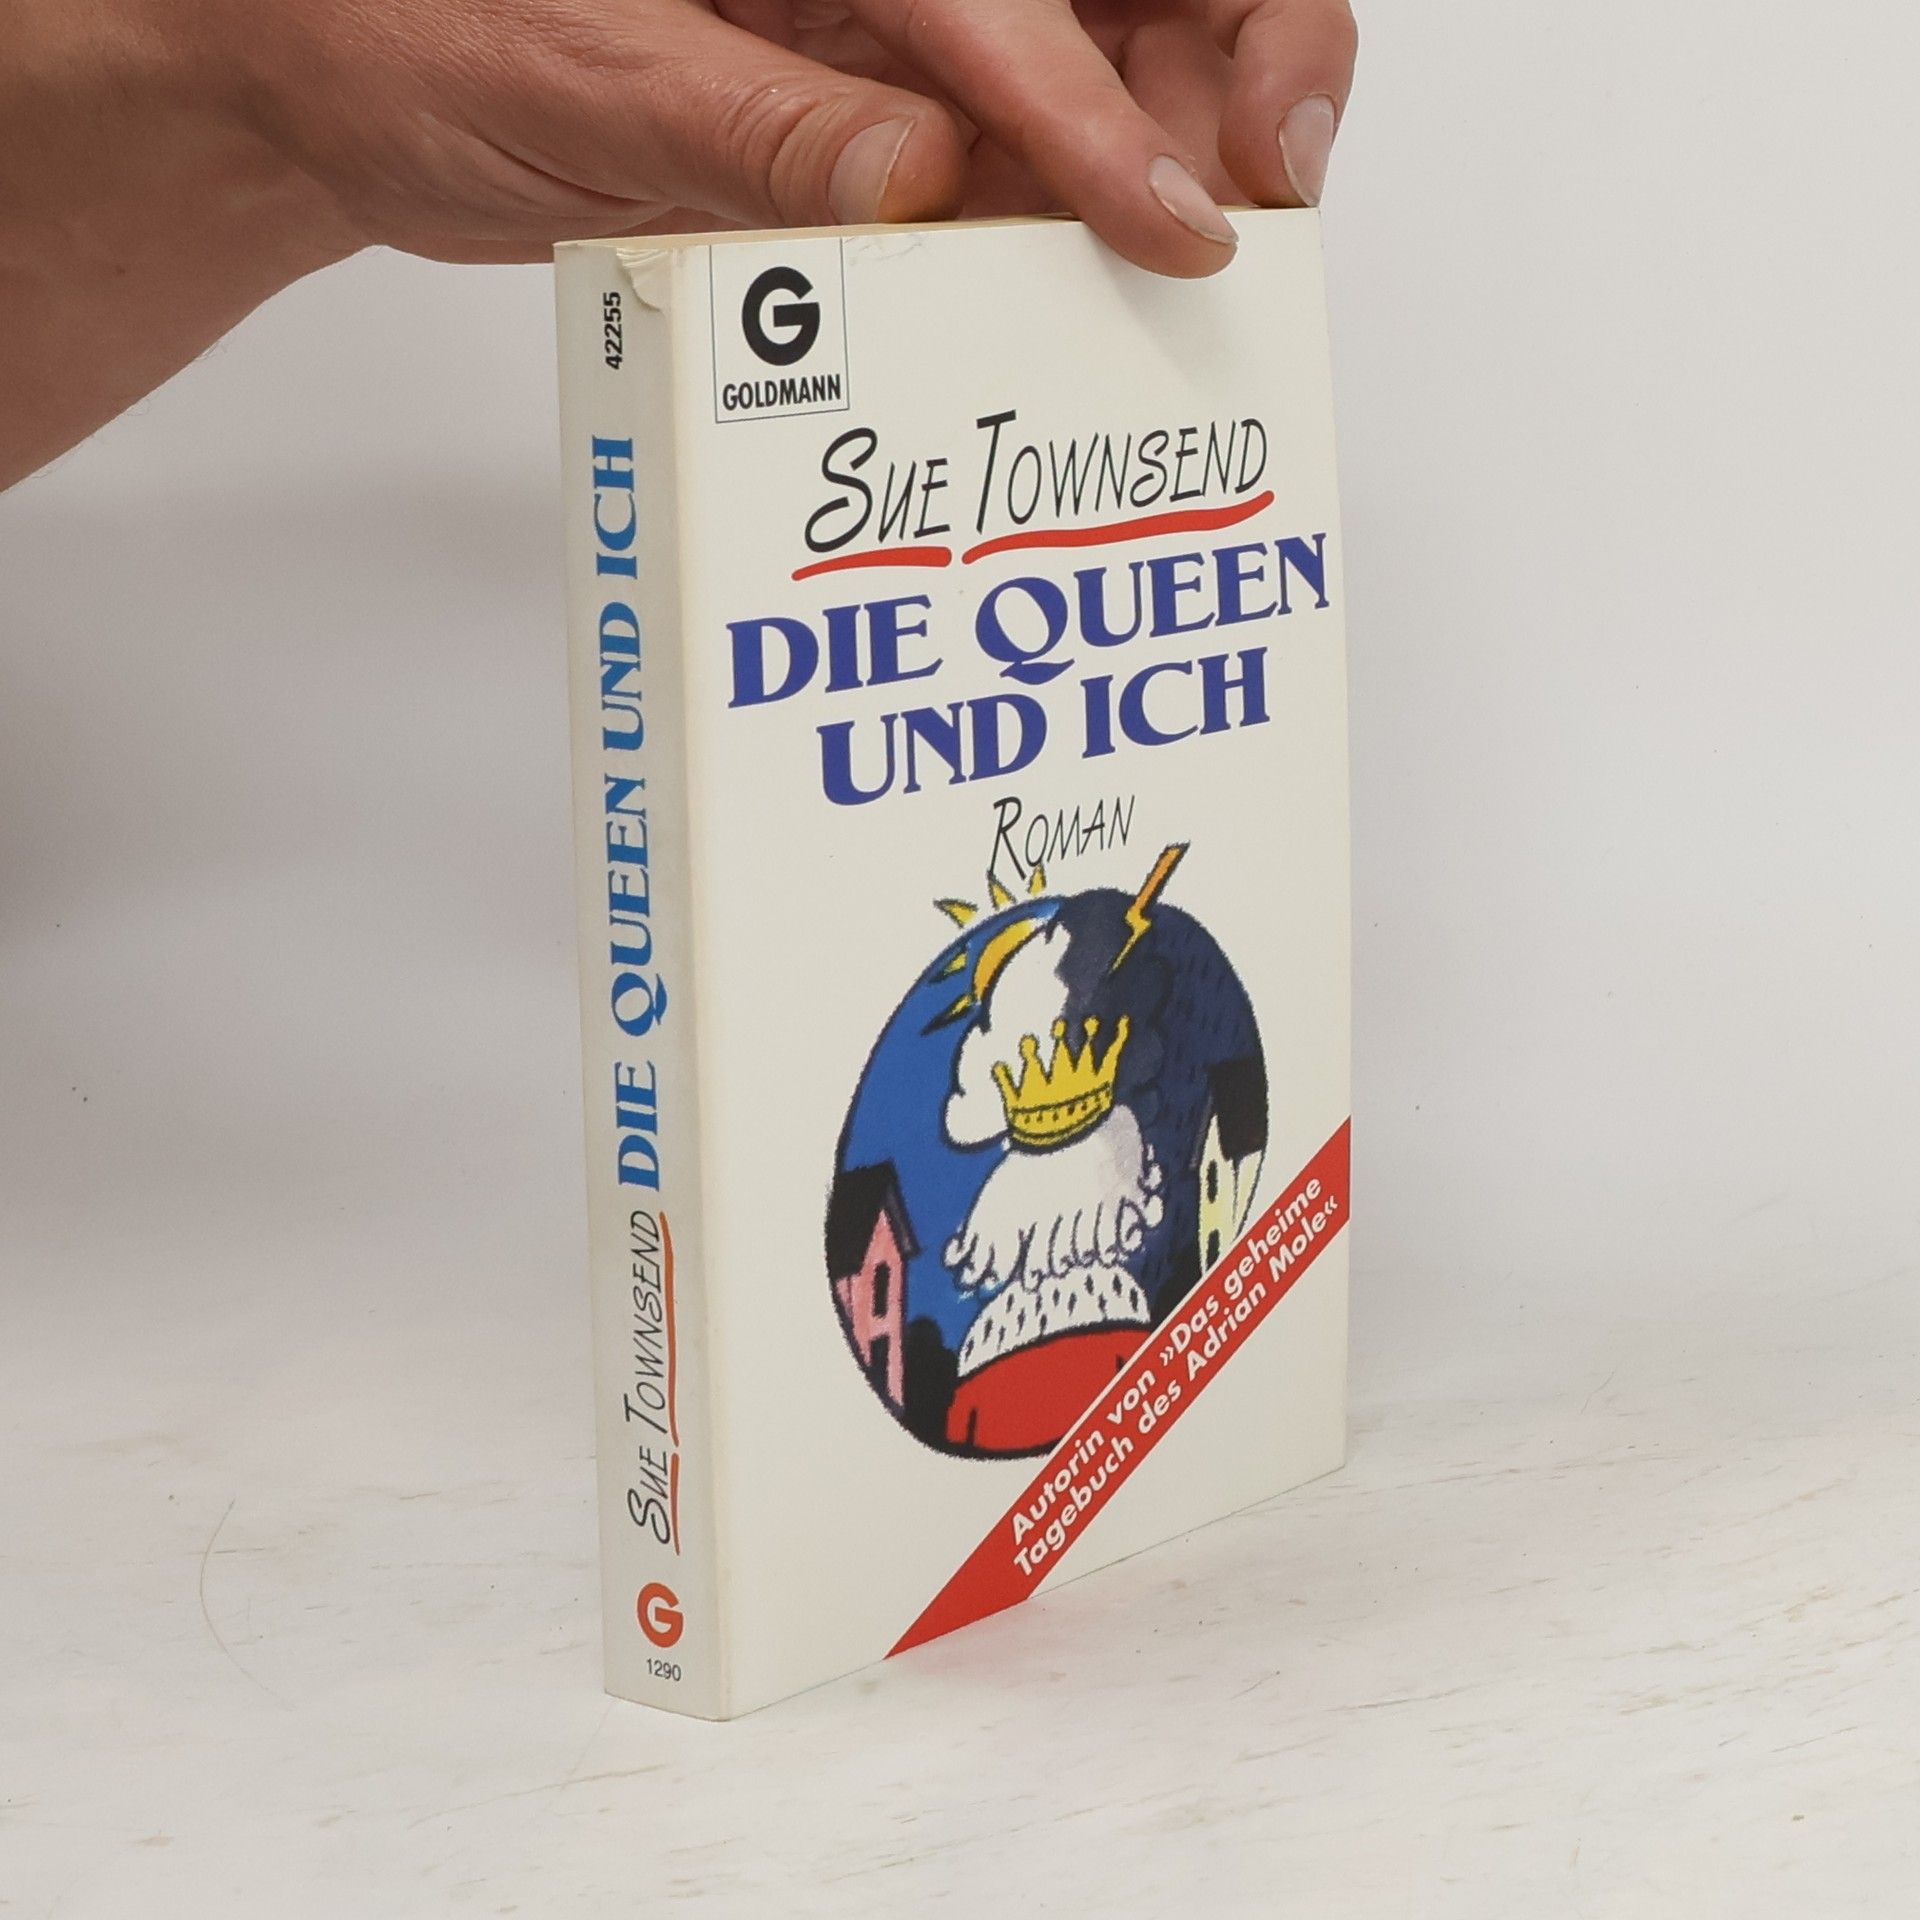 G
GOLDMANN
SUE TOWNSEND
DIE QUEEN
UND ICH
ROMAN
Autorin von »Das geheime
Tagebuch des Adrian Mole«
42255
SUE TOWNSEND DIE QUEEN UND ICH
G
1290